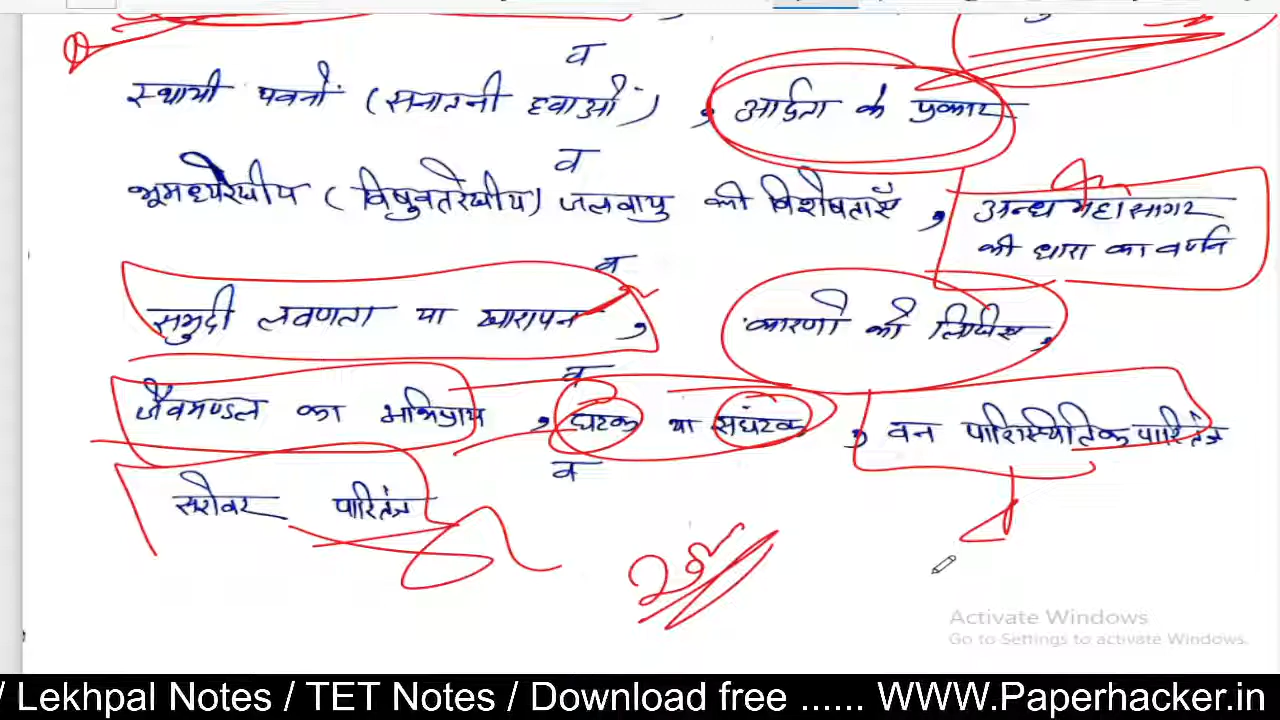 व
स्थायी पवनों (सनातनी हवाओं) , आर्द्रता के प्रकार
व
भूमध्यरेखीय (विषुवतरेखीय) जलवायु की विशेषताएँ , अन्ध महासागर
की धारा का वर्णन
व
समुद्री लवणता या खारापन , कारणों को लिखिए,
व
जैवमण्डल का अभिप्राय , घटक या संघटक , वन पारिस्थितिक पारितंत्र
व
सरोवर पारितंत्र
Activate Windows
Go to Settings to activate Windows.
/ Lekhpal Notes / TET Notes / Download free ...... WWW.Paperhacker.in